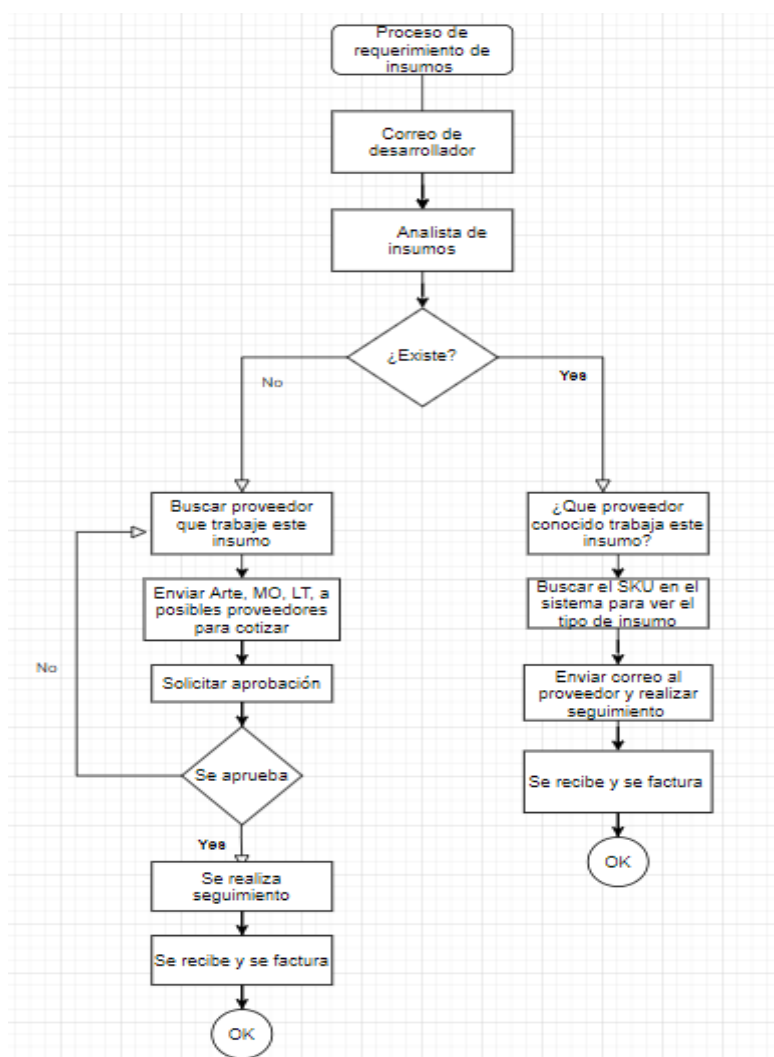 Proceso de
requerimiento de
insumos
Correo de
desarrollador
Analista de
insumos
¿Existe?
No
Yes
Buscar proveedor
que trabaje este
insumo
¿Que proveedor
conocido trabaja este
insumo?
Enviar Arte, MO, LT, a
posibles proveedores
para cotizar
Buscar el SKU en el
sistema para ver el
tipo de insumo
No
Solicitar aprobación
Enviar correo al
proveedor y realizar
seguimiento
Se aprueba
Se recibe y se factura
Yes
OK
Se realiza
seguimiento
Se recibe y se factura
OK